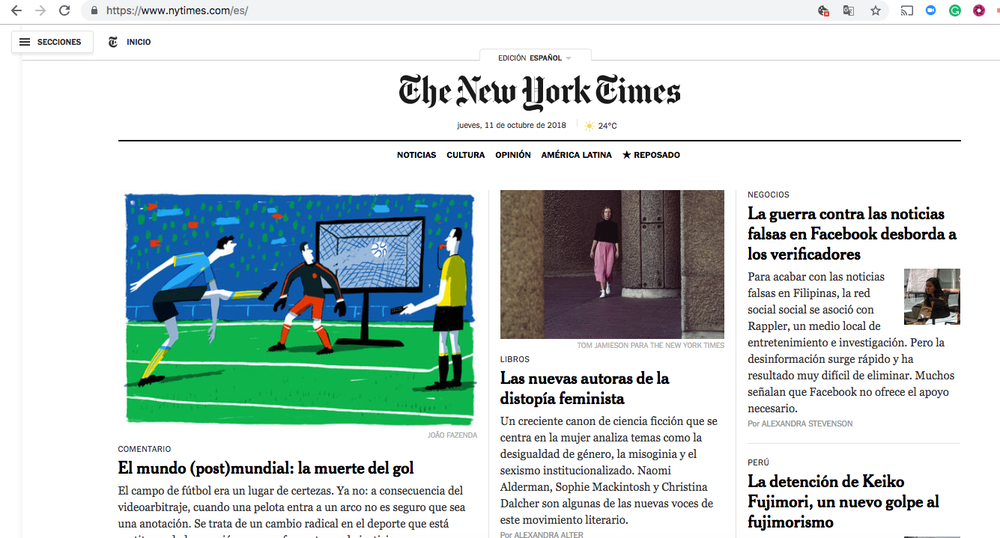 https://www.nytimes.com/es/
SECCIONES
INICIO
EDICIÓN ESPAÑOL
The New York Times
jueves, 11 de octubre de 2018
24°C
NOTICIAS CULTURA OPINIÓN AMÉRICA LATINA ★ REPOSADO
JOÃO FAZENDA
COMENTARIO
El mundo (post)mundial: la muerte del gol
El campo de fútbol era un lugar de certezas. Ya no: a consecuencia del
videoarbitraje, cuando una pelota entra a un arco no es seguro que sea
una anotación. Se trata de un cambio radical en el deporte que está
TOM JAMIESON PARA THE NEW YORK TIMES
LIBROS
Las nuevas autoras de la
distopía feminista
Un creciente canon de ciencia ficción que se
centra en la mujer analiza temas como la
desigualdad de género, la misoginia y el
sexismo institucionalizado. Naomi
Alderman, Sophie Mackintosh y Christina
Dalcher son algunas de las nuevas voces de
este movimiento literario.
Por ALEXANDRA ALTER
NEGOCIOS
La guerra contra las noticias
falsas en Facebook desborda a
los verificadores
Para acabar con las noticias
falsas en Filipinas, la red
social social se asoció con
Rappler, un medio local de
entretenimiento e investigación. Pero la
desinformación surge rápido y ha
resultado muy difícil de eliminar. Muchos
señalan que Facebook no ofrece el apoyo
necesario.
Por ALEXANDRA STEVENSON
PERÚ
La detención de Keiko
Fujimori, un nuevo golpe al
fujimorismo